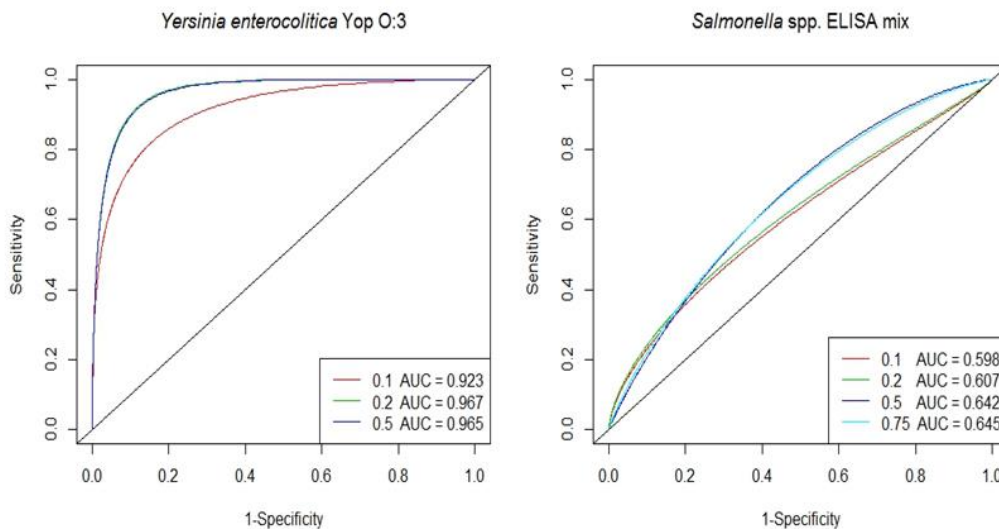 Yersinia enterocolitica Yop O:3
Sensitivity
1.0
0.8
0.6
0.4
0.2
0.0
0.0 0.2 0.4 0.6 0.8 1.0
1-Specificity
0.1 AUC = 0.923
0.2 AUC = 0.967
0.5 AUC = 0.965
Salmonella spp. ELISA mix
Sensitivity
1.0
0.8
0.6
0.4
0.2
0.0
0.0 0.2 0.4 0.6 0.8 1.0
1-Specificity
0.1 AUC = 0.598
0.2 AUC = 0.607
0.5 AUC = 0.642
0.75 AUC = 0.645